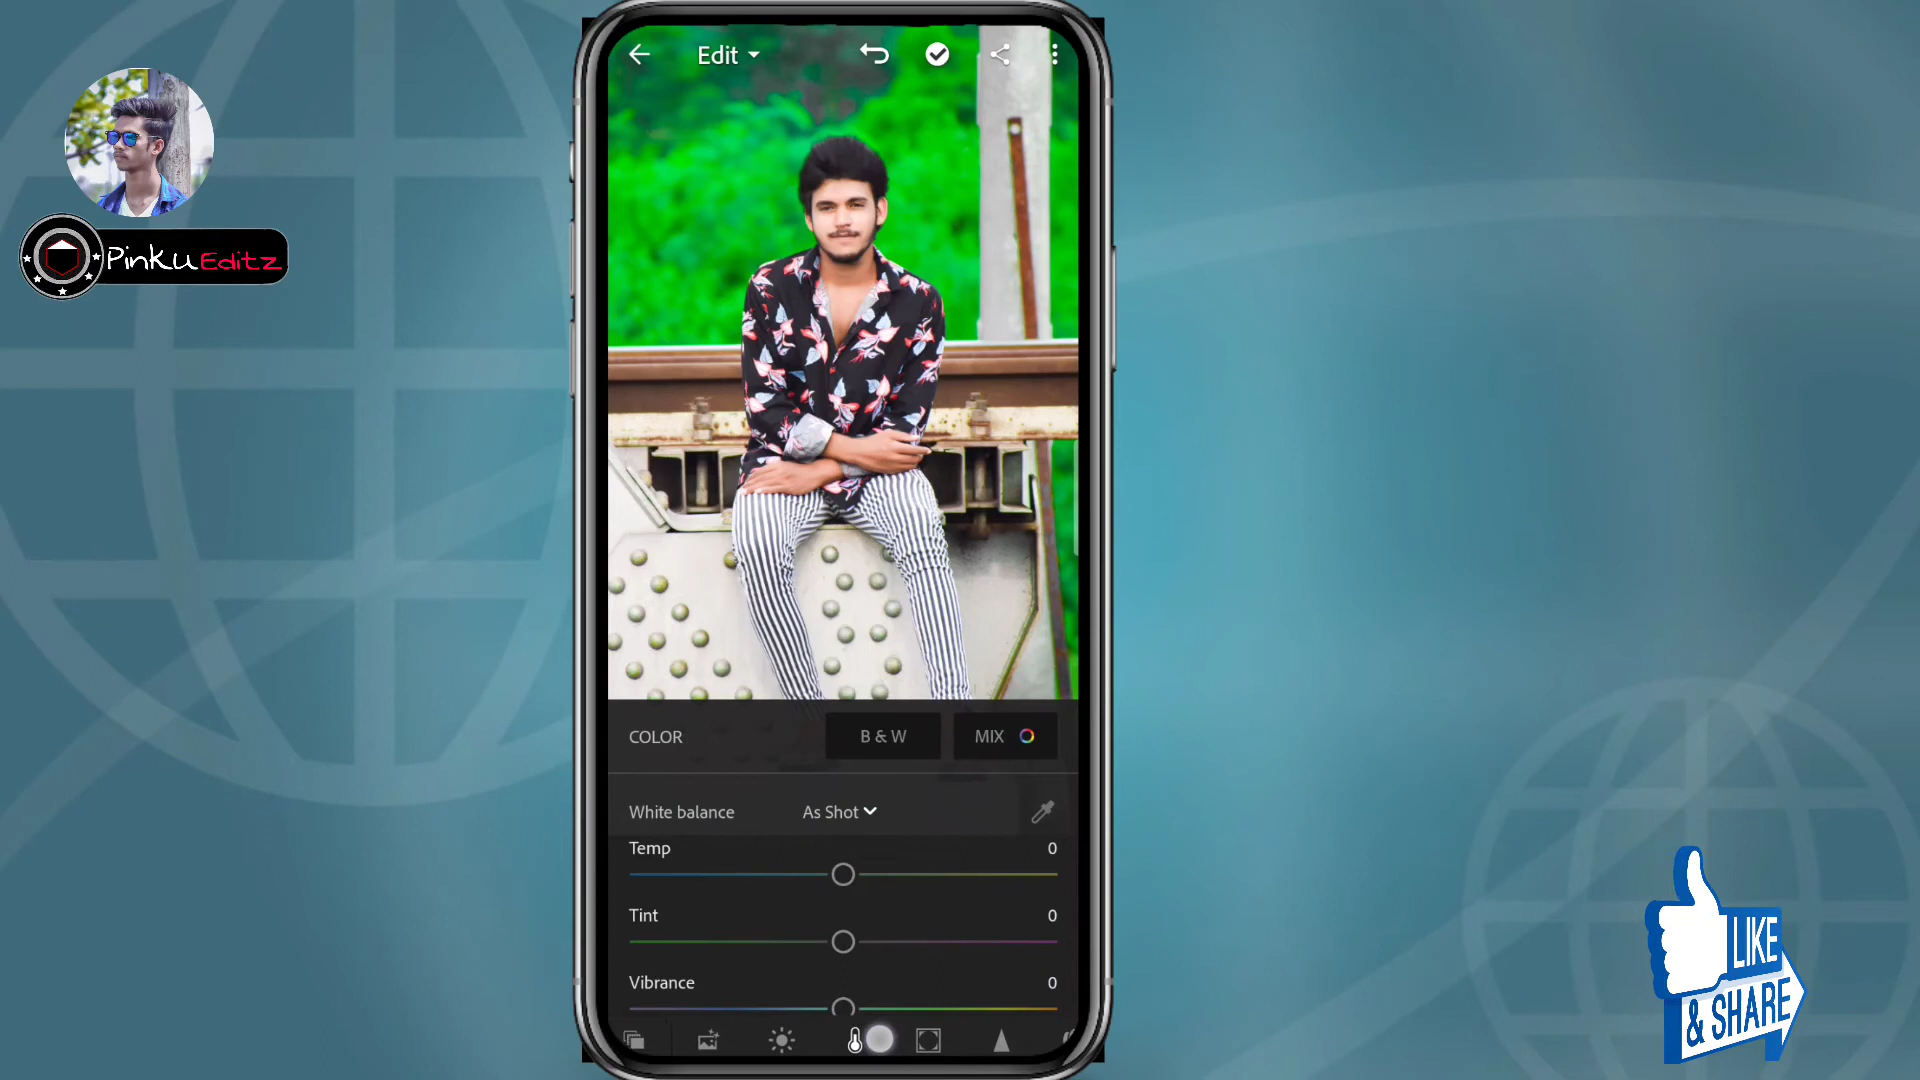 Edit
PinKUEditz
COLOR
B & W
MIX
White balance
As Shot
Temp
0
Tint
0
Vibrance
0
LIKE
& SHARE